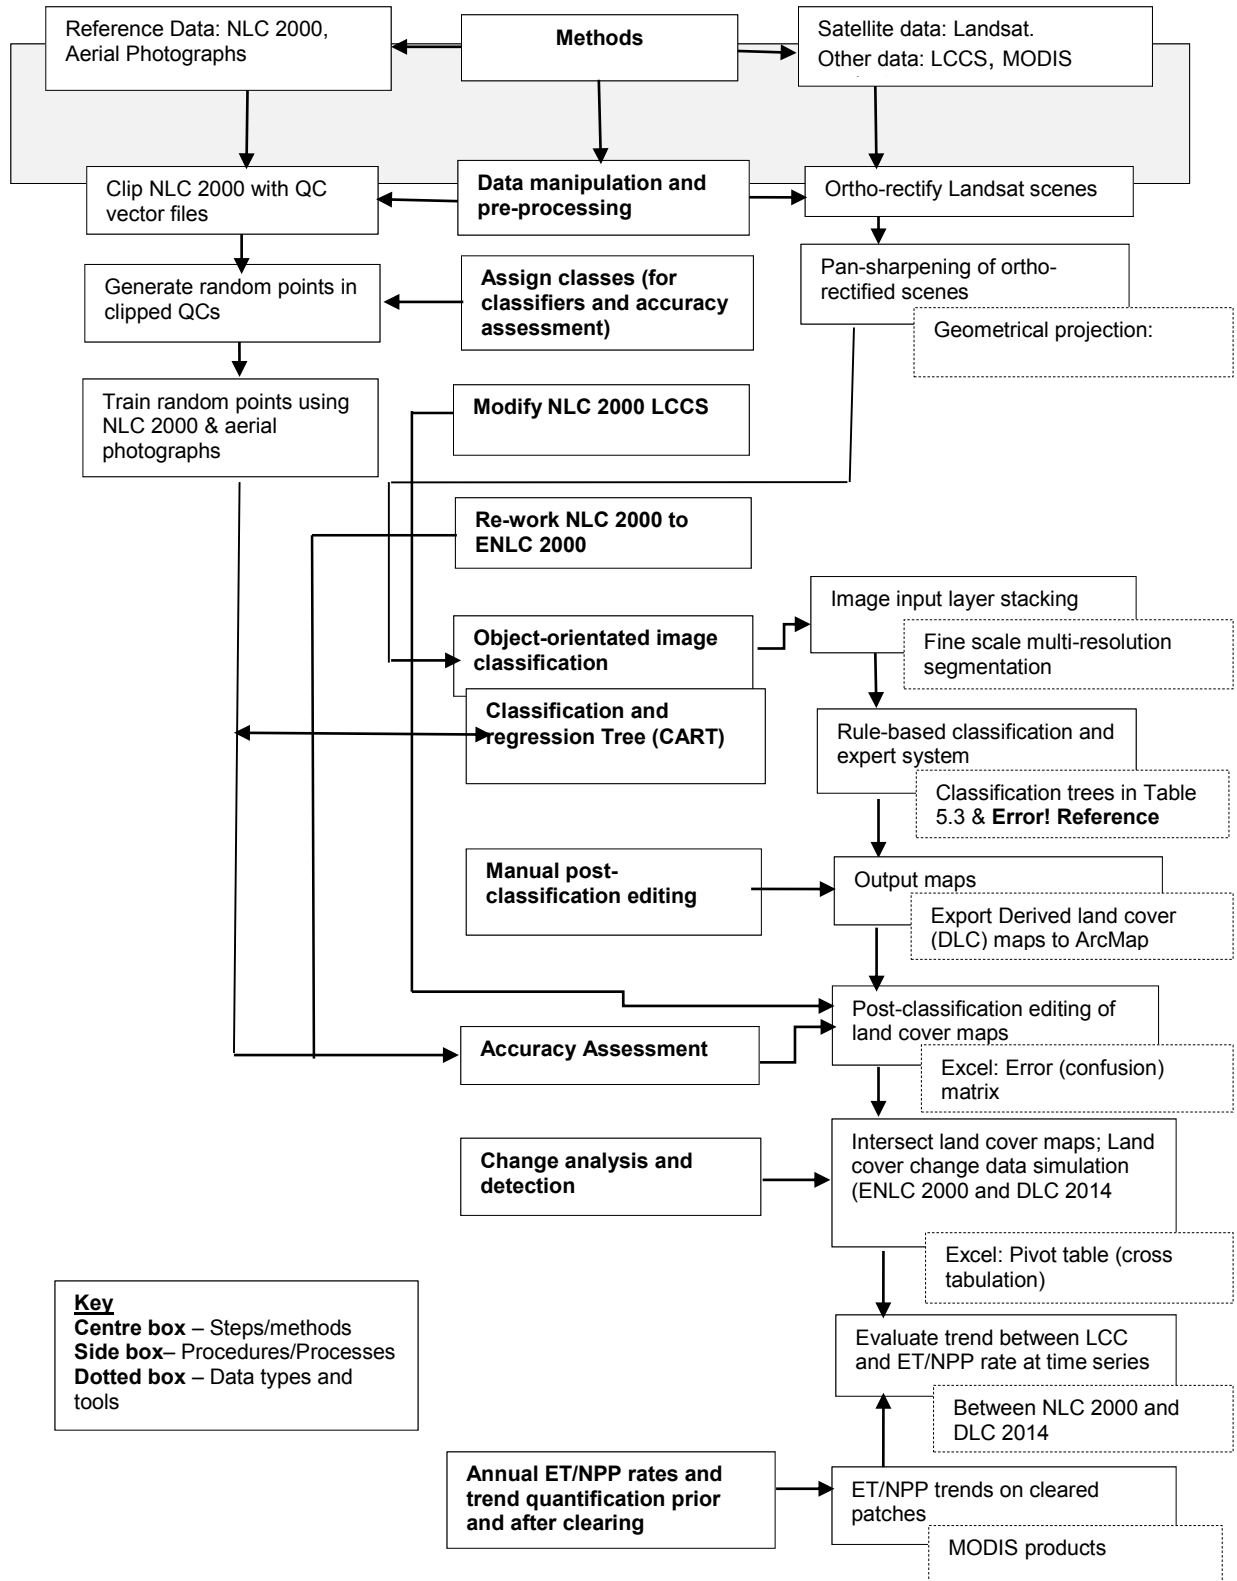 Reference Data: NLC 2000,
Aerial Photographs
Methods
Satellite data: Landsat.
Other data: LCCS, MODIS
Clip NLC 2000 with QC
vector files
Data manipulation and
pre-processing
Ortho-rectify Landsat scenes
Generate random points in
clipped QCs
Assign classes (for
classifiers and accuracy
assessment)
Pan-sharpening of ortho-
rectified scenes
Geometrical projection:
Train random points using
NLC 2000 & aerial
photographs
Modify NLC 2000 LCCS
Re-work NLC 2000 to
ENLC 2000
Image input layer stacking
Fine scale multi-resolution
segmentation
Object-orientated image
classification
Classification and
regression Tree (CART)
Rule-based classification and
expert system
Classification trees in Table
5.3 & Error! Reference
Manual post-
classification editing
Output maps
Export Derived land cover
(DLC) maps to ArcMap
Post-classification editing of
land cover maps
Accuracy Assessment
Excel: Error (confusion)
matrix
Change analysis and
detection
Intersect land cover maps; Land
cover change data simulation
(ENLC 2000 and DLC 2014
Excel: Pivot table (cross
tabulation)
Key
Centre box – Steps/methods
Side box– Procedures/Processes
Dotted box – Data types and
tools
Evaluate trend between LCC
and ET/NPP rate at time series
Between NLC 2000 and
DLC 2014
Annual ET/NPP rates and
trend quantification prior
and after clearing
ET/NPP trends on cleared
patches
MODIS products